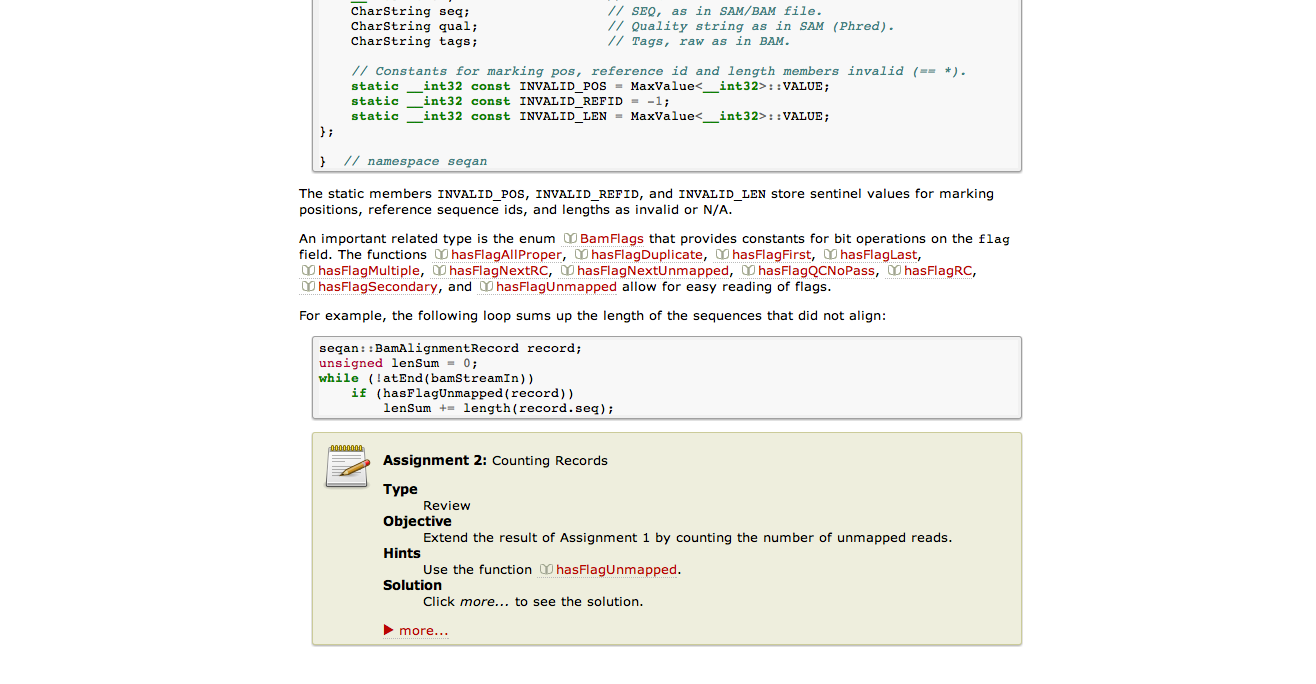 CharString seq; // SEQ, as in SAM/BAM file.
CharString qual; // Quality string as in SAM (Phred).
CharString tags; // Tags, raw as in BAM.
// Constants for marking pos, reference id and length members invalid (== *).
static __int32 const INVALID_POS = MaxValue<__int32>::VALUE;
static __int32 const INVALID_REFID = -1;
static __int32 const INVALID_LEN = MaxValue<__int32>::VALUE;
};
} // namespace seqan
The static members INVALID_POS, INVALID_REFID, and INVALID_LEN store sentinel values for marking
positions, reference sequence ids, and lengths as invalid or N/A.
An important related type is the enum BamFlags that provides constants for bit operations on the flag
field. The functions hasFlagAllProper, hasFlagDuplicate, hasFlagFirst, hasFlagLast,
hasFlagMultiple, hasFlagNextRC, hasFlagNextUnmapped, hasFlagQCNoPass, hasFlagRC,
hasFlagSecondary, and hasFlagUnmapped allow for easy reading of flags.
For example, the following loop sums up the length of the sequences that did not align:
seqan::BamAlignmentRecord record;
unsigned lenSum = 0;
while (!atEnd(bamStreamIn))
if (hasFlagUnmapped(record))
lenSum += length(record.seq);
Assignment 2: Counting Records
Type
Review
Objective
Extend the result of Assignment 1 by counting the number of unmapped reads.
Hints
Use the function hasFlagUnmapped.
Solution
Click more... to see the solution.
more...